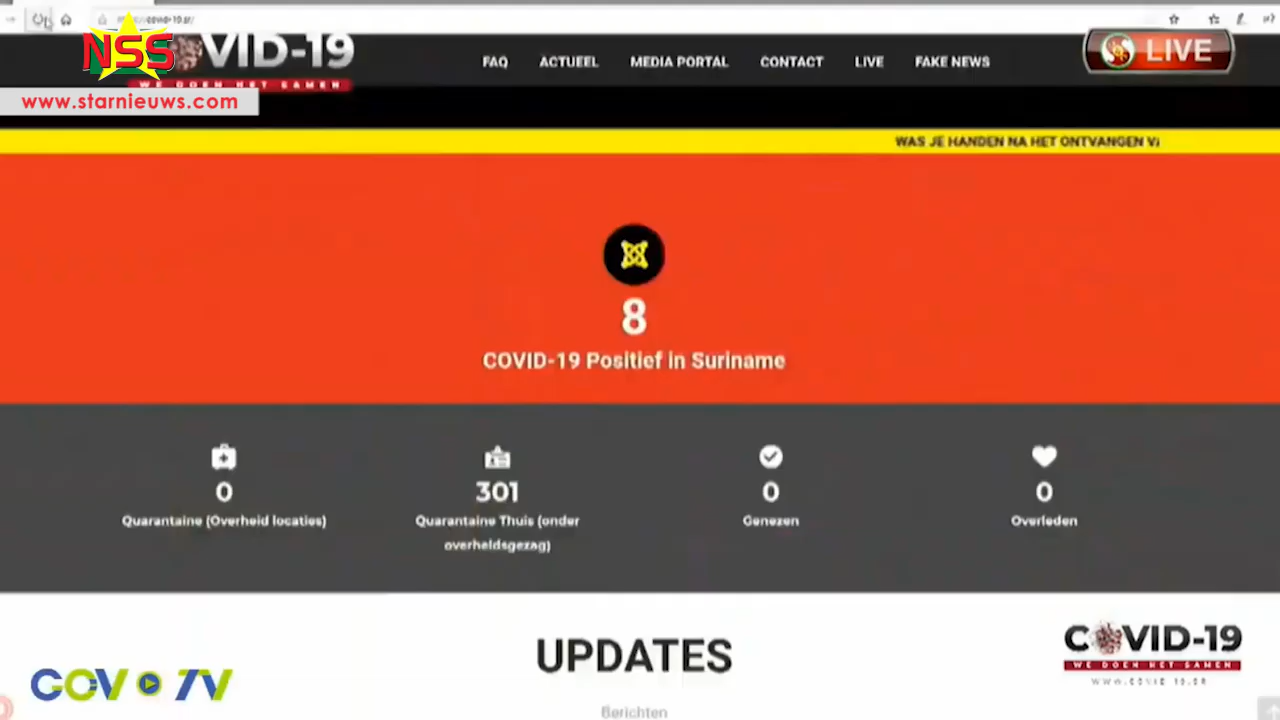 NSS
COVID-19
WE DOEN HET SAMEN
www.starnieuws.com
FAQ
ACTUEEL
MEDIA PORTAL
CONTACT
LIVE
FAKE NEWS
LIVE
WAS JE HANDEN NA HET ONTVANGEN
8
COVID-19 Positief in Suriname
0
Quarantaine (Overheid locaties)
301
Quarantaine Thuis (onder
overheidsgezag)
0
Genezen
0
Overleden
UPDATES
Berichten
GOV TV
COVID-19
WE DOEN HET SAMEN
WWW.COVID-19.SR